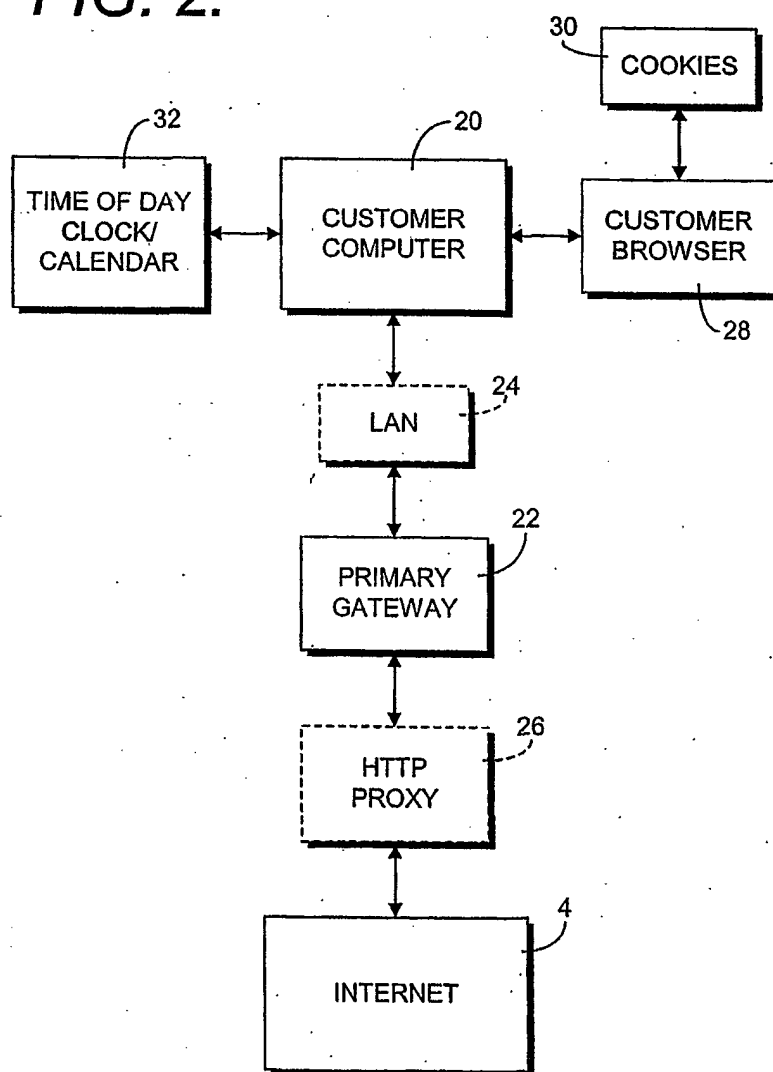 FIG. 2.
30
COOKIES
32
20
TIME OF DAY
CLOCK/
CALENDAR
CUSTOMER
COMPUTER
CUSTOMER
BROWSER
28
24
LAN
22
PRIMARY
GATEWAY
26
HTTP
PROXY
4
INTERNET